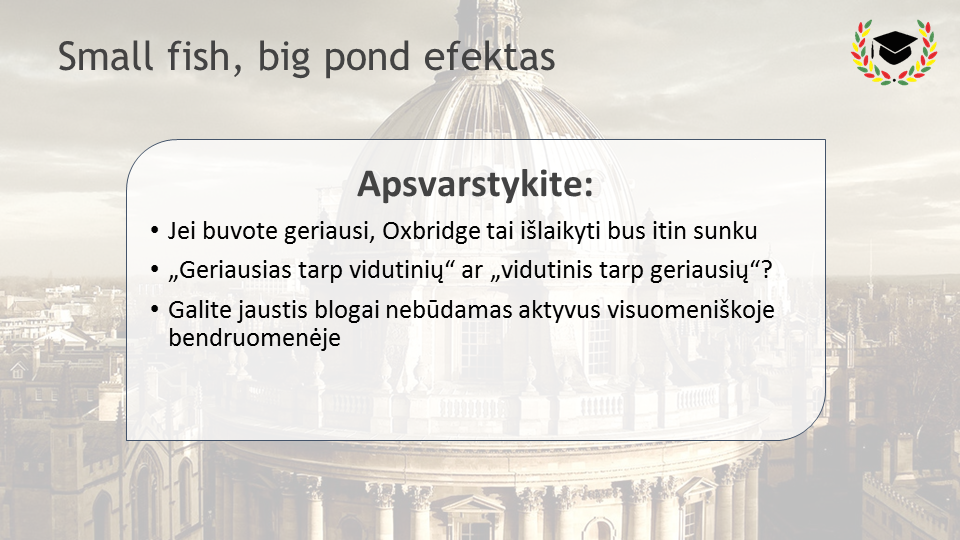 Small fish, big pond efektas
Apsvarstykite:
• Jei buvote geriausi, Oxbridge tai išlaikyti bus itin sunku
• „Geriausias tarp vidutinių“ ar „vidutinis tarp geriausių“?
• Galite jaustis blogai nebūdamas aktyvus visuomeniškoje
bendruomenėje